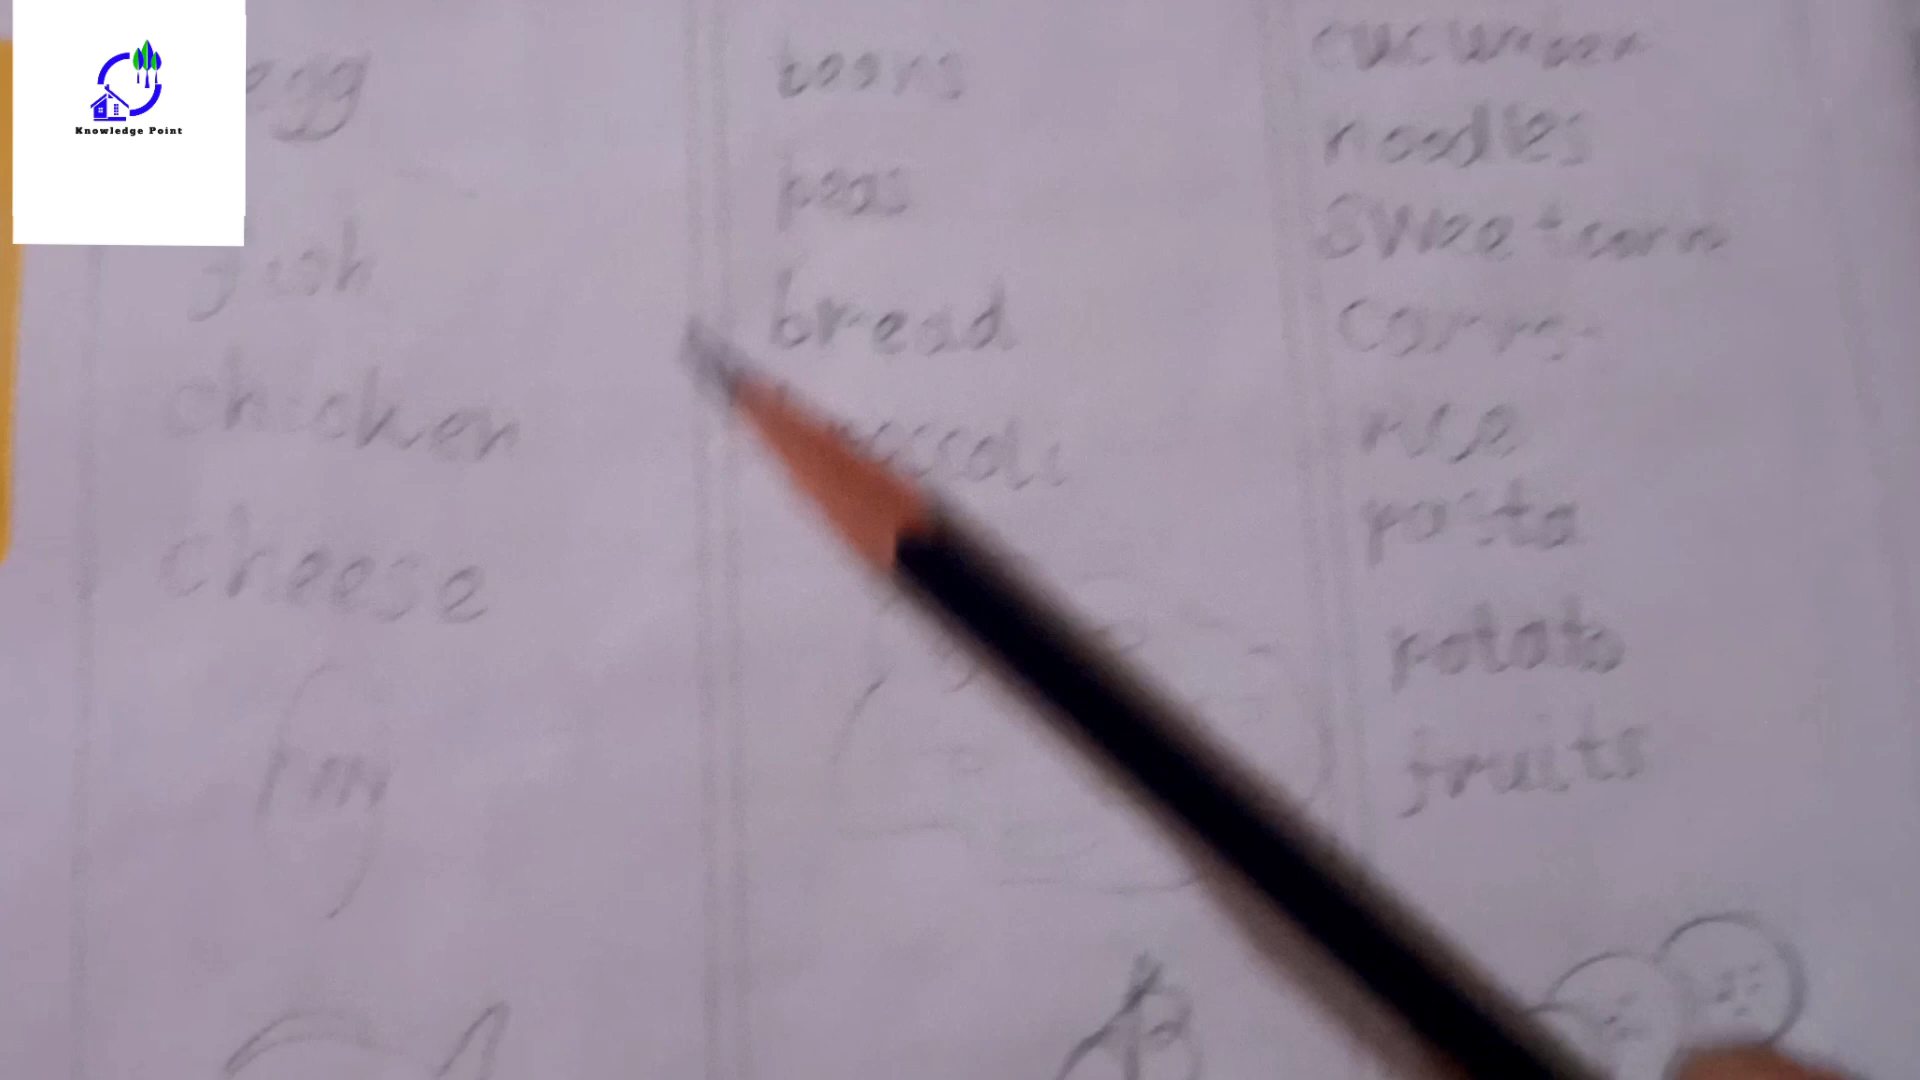 Knowledge Point
egg
fish
chicken
cheese
beans
peas
bread
cucumber
noodles
Sweetcorn
rice
pasta
potato
fruits